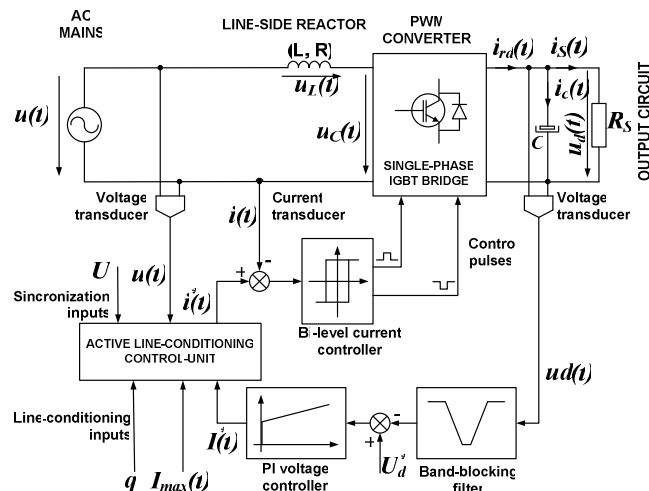 AC
MAINS
LINE-SIDE REACTOR
(L, R)
u_L(t)
PWM
CONVERTER
i_rd(t)
i_S(t)
i_c(t)
u(t)
u_C(t)
SINGLE-PHASE
IGBT BRIDGE
C
u_d(t)
R_S
OUTPUT CIRCUIT
Voltage
transducer
i(t)
Current
transducer
Voltage
transducer
Contro
pulses
U
u(t)
i*(t)
+
-
Sincronization
inputs
Bi-level current
controller
ACTIVE LINE-CONDITIONING
CONTROL-UNIT
ud(t)
Line-conditioning
inputs
I*(t)
+
-
q
I_max(t)
PI voltage
controller
U_d*
Band-blocking
filter